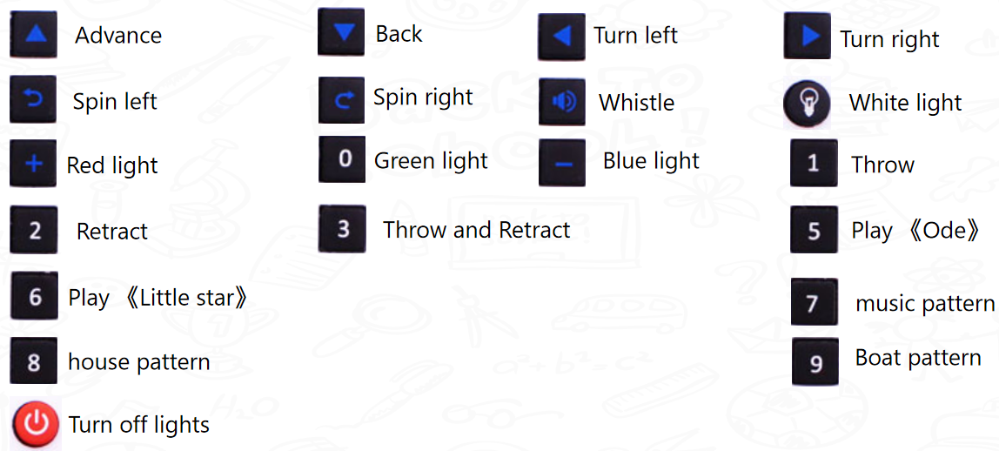 Advance
Back
Turn left
Turn right
Spin left
Spin right
Whistle
White light
Red light
0 Green light
Blue light
1 Throw
2 Retract
3 Throw and Retract
5 Play 《Ode》
6 Play 《Little star》
7 music pattern
8 house pattern
9 Boat pattern
Turn off lights